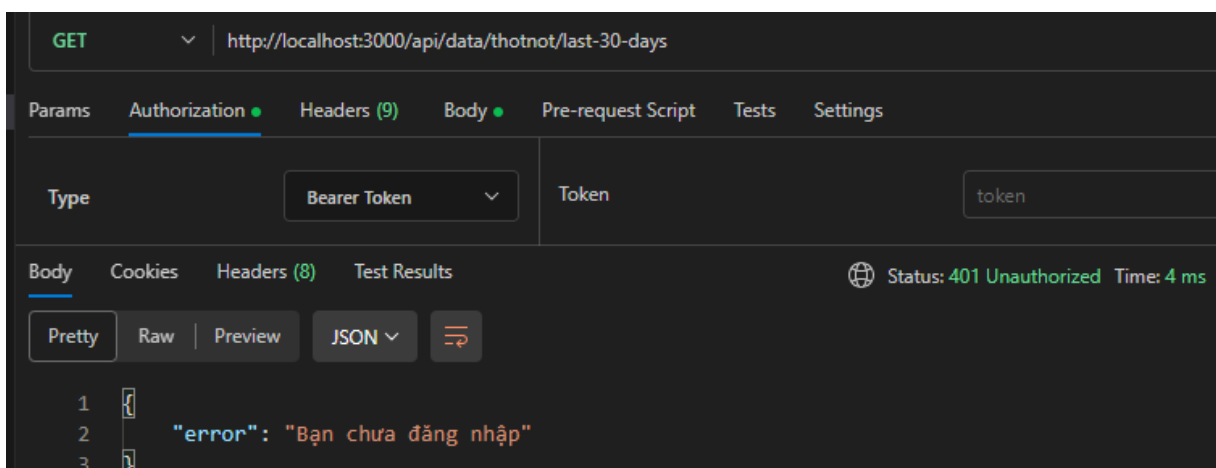 GET http://localhost:3000/api/data/thotnot/last-30-days
Params Authorization Headers (9) Body Pre-request Script Tests Settings
Type Bearer Token Token token
Body Cookies Headers (8) Test Results Status: 401 Unauthorized Time: 4 ms
Pretty Raw Preview JSON
1 {
2 "error": "Bạn chưa đăng nhập"
3 }